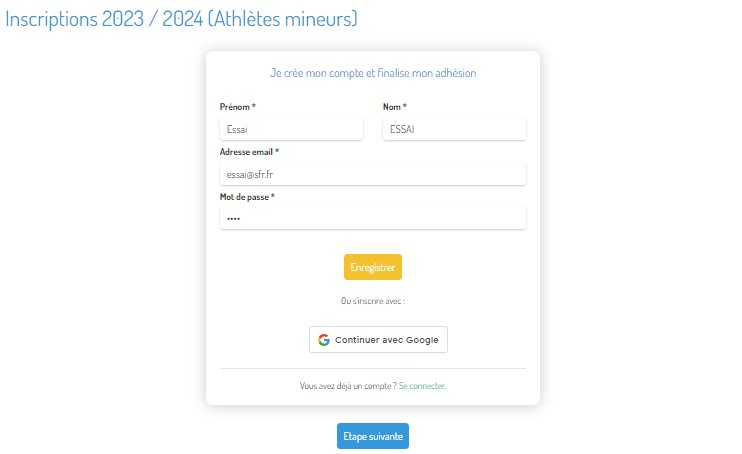 Inscriptions 2023 / 2024 (Athlètes mineurs)
Je crée mon compte et finalise mon adhésion
Prénom * Nom *
Essai ESSAI
Adresse email *
essai@sfr.fr
Mot de passe *
••••
Enregistrer
Ou s'inscrire avec :
Continuer avec Google
Vous avez déjà un compte ? Se connecter.
Etape suivante